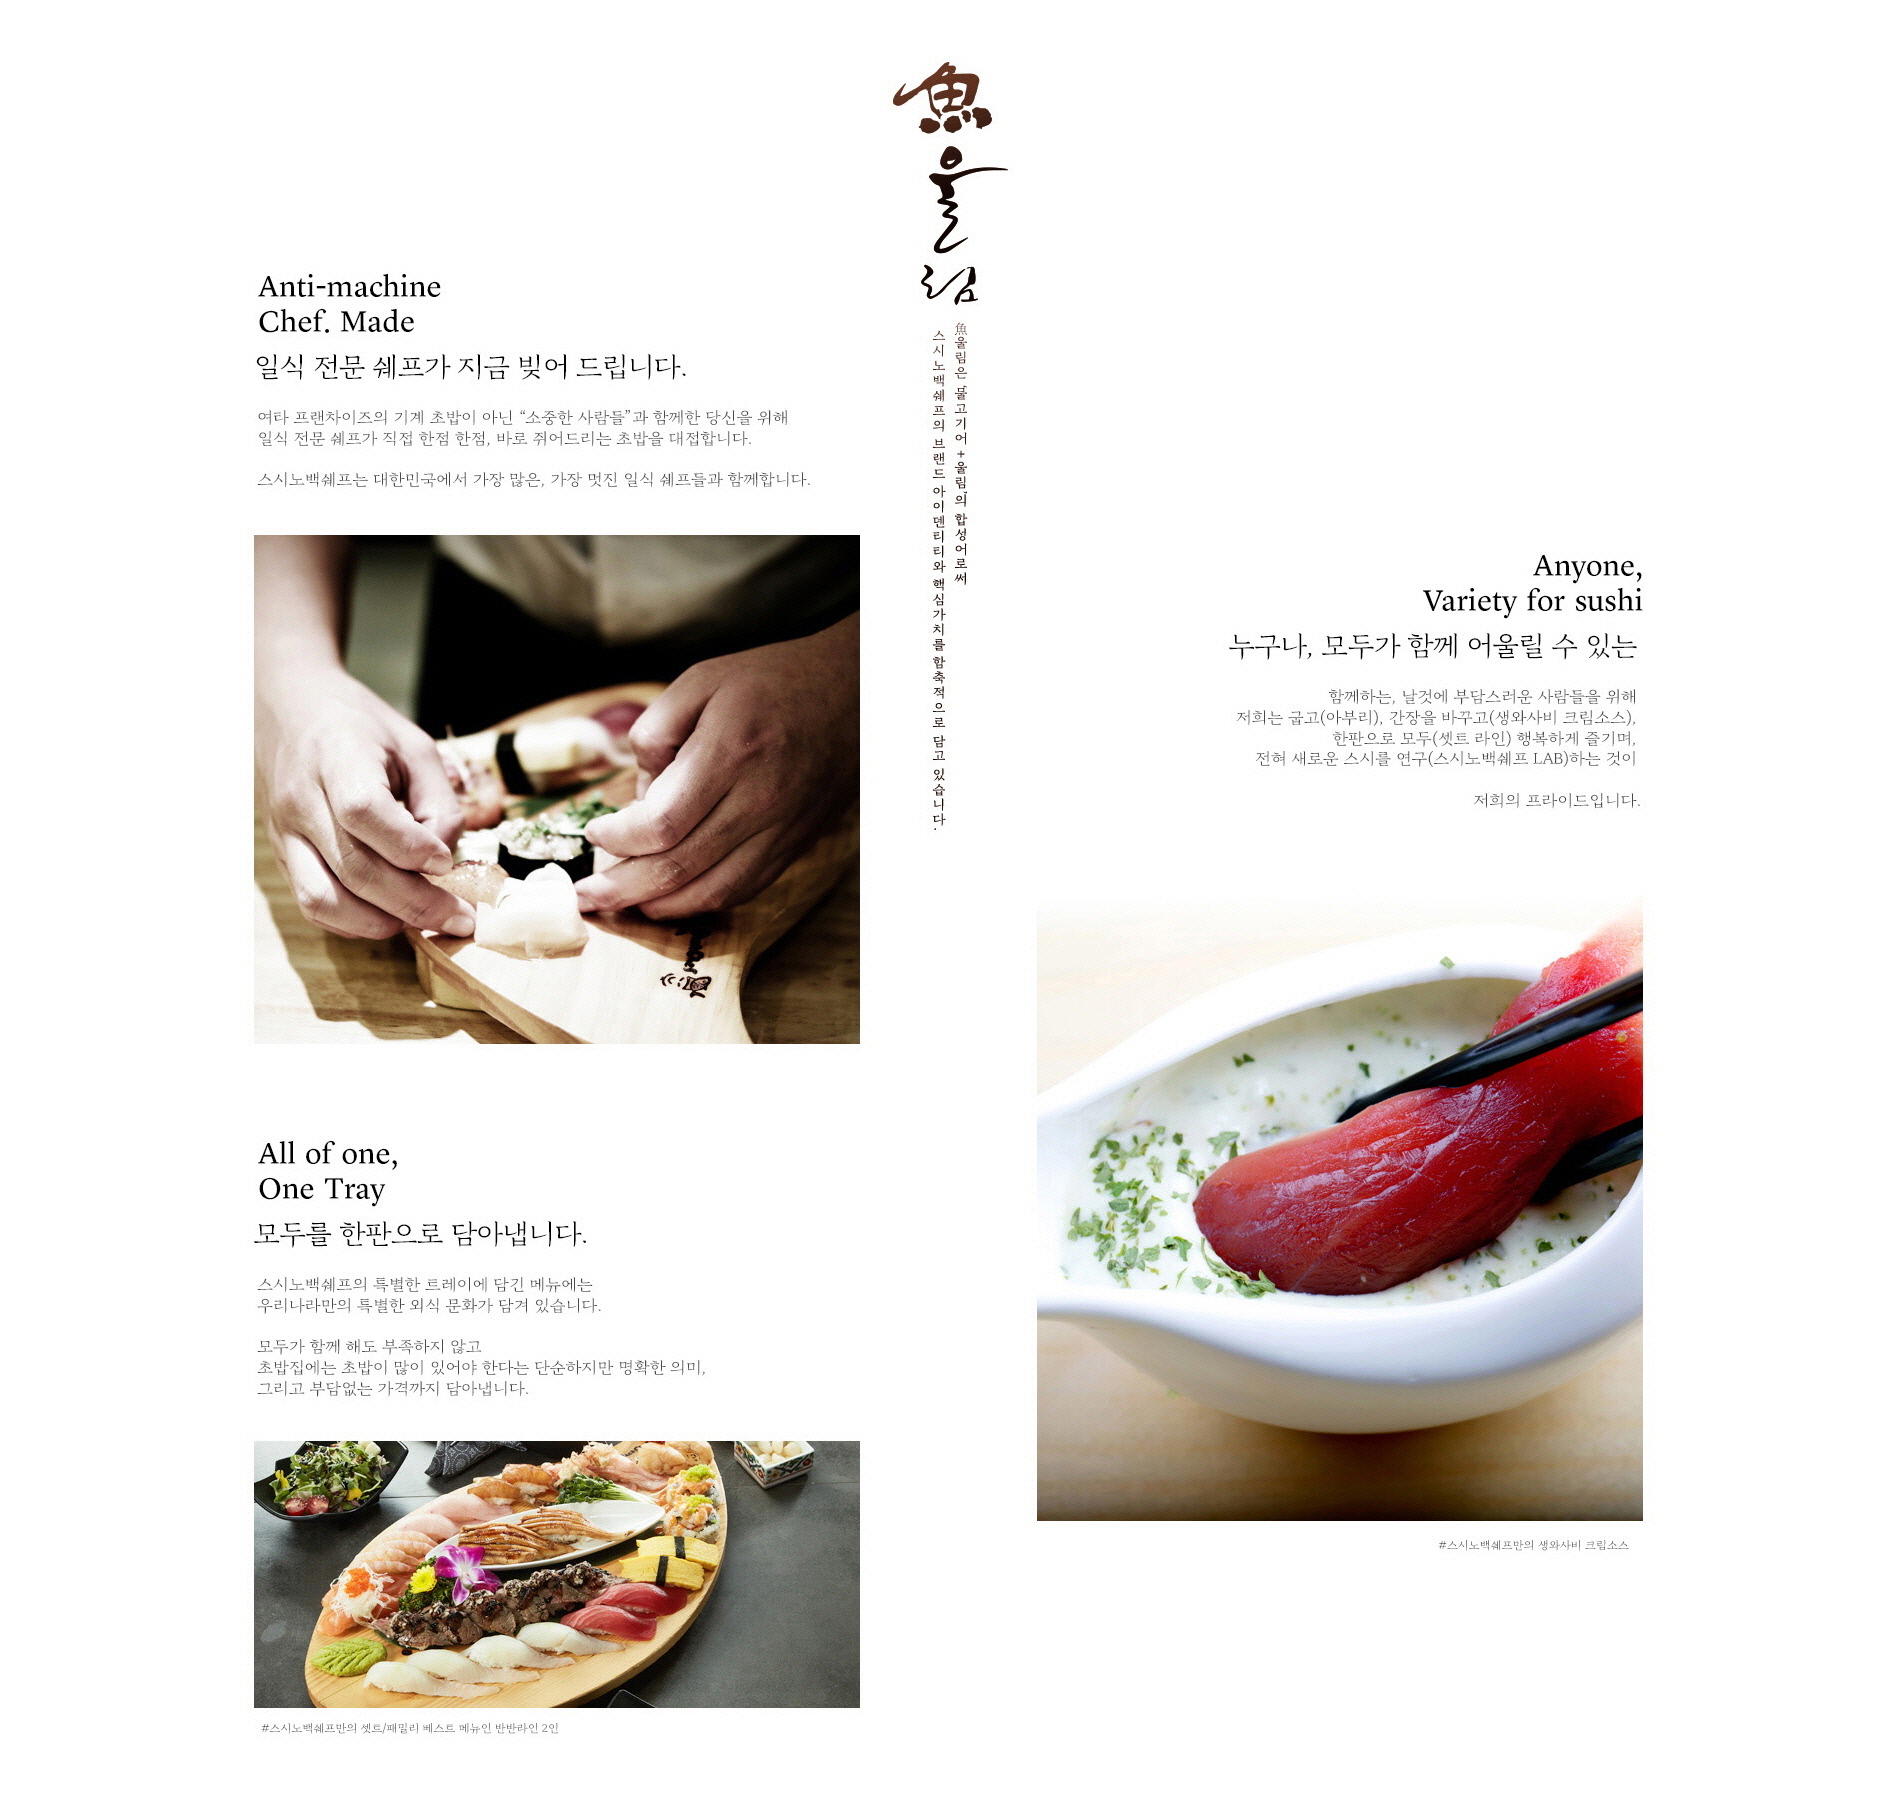 魚
울
림
魚울림은 '물고기어+울림'의 합성어로써
스시노백쉐프의 브랜드 아이덴티티와 핵심가치를 함축적으로 담고 있습니다.
Anti-machine
Chef. Made
일식 전문 쉐프가 지금 빚어 드립니다.
여타 프랜차이즈의 기계 초밥이 아닌 “소중한 사람들”과 함께한 당신을 위해
일식 전문 쉐프가 직접 한점 한점, 바로 쥐어드리는 초밥을 대접합니다.
스시노백쉐프는 대한민국에서 가장 많은, 가장 멋진 일식 쉐프들과 함께합니다.
Anyone,
Variety for sushi
누구나, 모두가 함께 어울릴 수 있는
함께하는, 날것에 부담스러운 사람들을 위해
저희는 굽고(아부리), 간장을 바꾸고(생와사비 크림소스),
한판으로 모두(셋트 라인) 행복하게 즐기며,
전혀 새로운 스시를 연구(스시노백쉐프 LAB)하는 것이
저희의 프라이드입니다.
#스시노백쉐프만의 생와사비 크림소스
All of one,
One Tray
모두를 한판으로 담아냅니다.
스시노백쉐프의 특별한 트레이에 담긴 메뉴에는
우리나라만의 특별한 외식 문화가 담겨 있습니다.
모두가 함께 해도 부족하지 않고
초밥집에는 초밥이 많이 있어야 한다는 단순하지만 명확한 의미,
그리고 부담없는 가격까지 담아냅니다.
#스시노백쉐프만의 셋트/패밀리 베스트 메뉴인 반반라인 2인